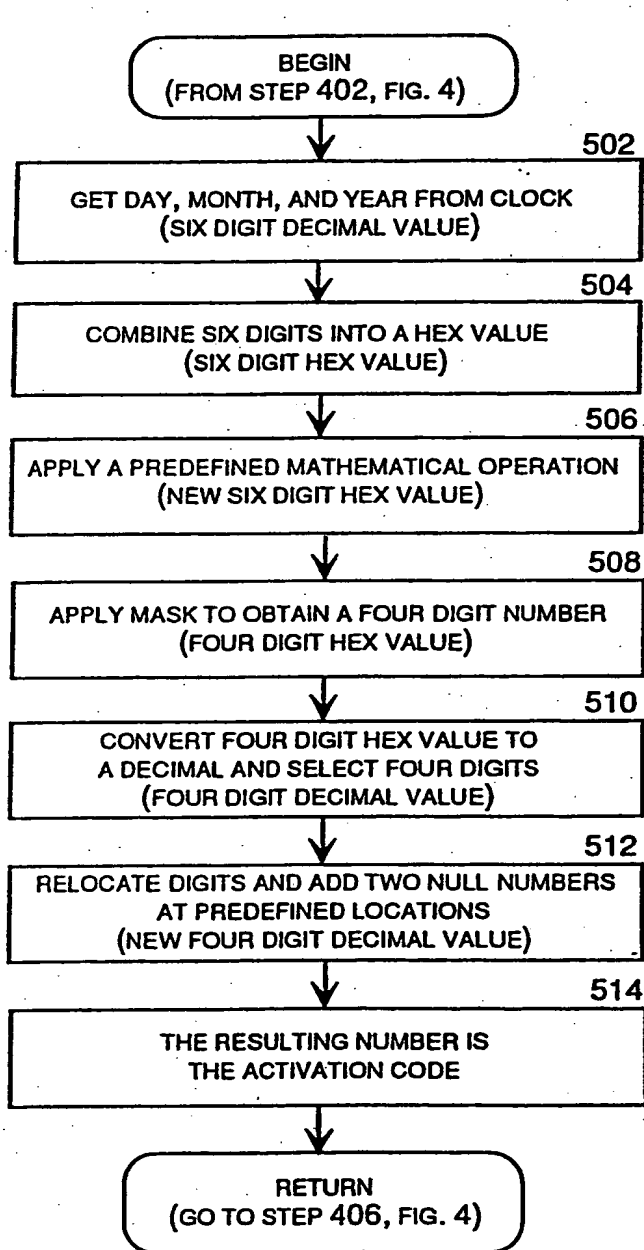 BEGIN
(FROM STEP 402, FIG. 4)
502
GET DAY, MONTH, AND YEAR FROM CLOCK
(SIX DIGIT DECIMAL VALUE)
504
COMBINE SIX DIGITS INTO A HEX VALUE
(SIX DIGIT HEX VALUE)
506
APPLY A PREDEFINED MATHEMATICAL OPERATION
(NEW SIX DIGIT HEX VALUE)
508
APPLY MASK TO OBTAIN A FOUR DIGIT NUMBER
(FOUR DIGIT HEX VALUE)
510
CONVERT FOUR DIGIT HEX VALUE TO
A DECIMAL AND SELECT FOUR DIGITS
(FOUR DIGIT DECIMAL VALUE)
512
RELOCATE DIGITS AND ADD TWO NULL NUMBERS
AT PREDEFINED LOCATIONS
(NEW FOUR DIGIT DECIMAL VALUE)
514
THE RESULTING NUMBER IS
THE ACTIVATION CODE
RETURN
(GO TO STEP 406, FIG. 4)